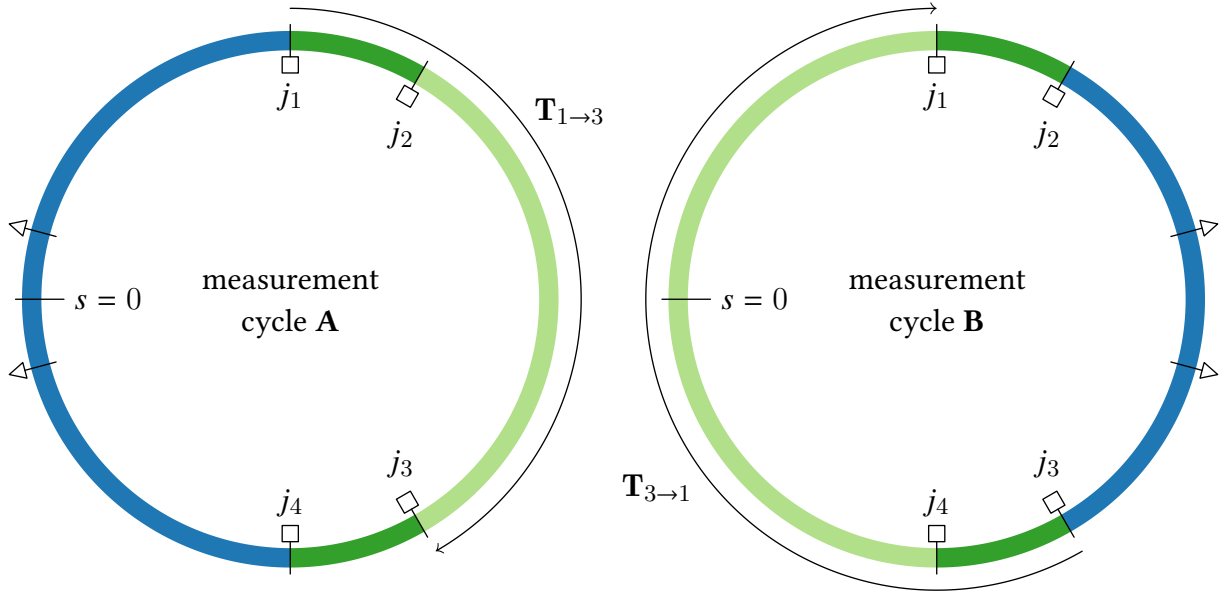 j₁
j₂
T₁→₃
s = 0
measurement
cycle A
j₃
j₄
j₁
j₂
s = 0
measurement
cycle B
j₃
T₃→₁
j₄